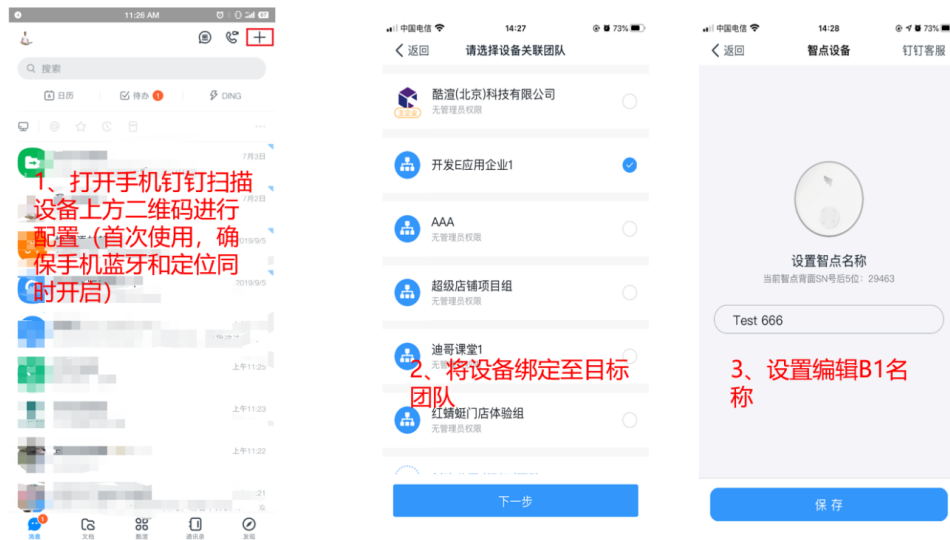 11:26 AM
67
搜索
日历
待办 1
DING
7月3日
7月2日
2019/9/5
2019/9/5
上午11:25
上午11:23
上午11:22
:21
1、打开手机钉钉扫描
设备上方二维码进行
配置（首次使用，确
保手机蓝牙和定位同
时开启）
1
消息
文档
酷渲
通讯录
发现
中国电信
14:27
73%
返回
请选择设备关联团队
酷渲(北京)科技有限公司
无管理员权限
主企业
开发E应用企业1
AAA
无管理员权限
超级店铺项目组
无管理员权限
迪哥课堂1
2、将设备绑定至目标
团队
红蜻蜓门店体验组
无管理员权限
下一步
中国电信
14:28
73%
返回
智点设备
钉钉客服
设置智点名称
当前智点背面SN号后5位：29463
Test 666
3、设置编辑B1名
称
保存